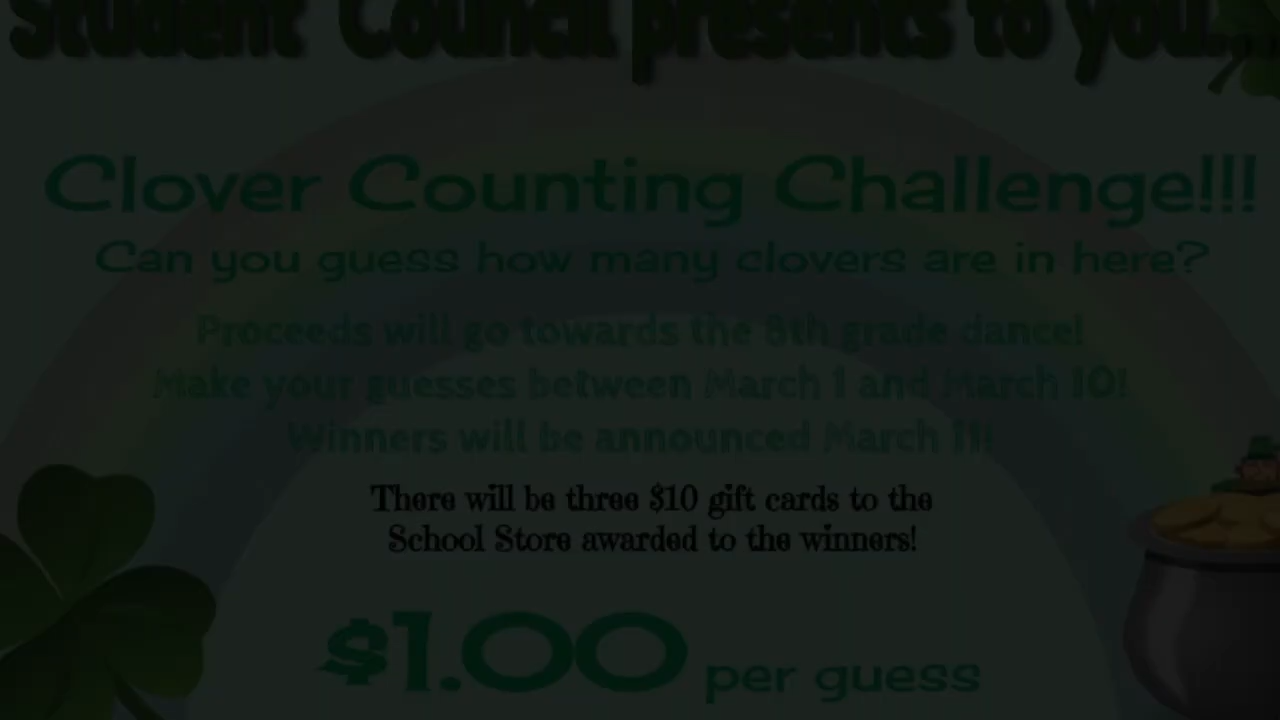 Student Council presents to you...
Clover Counting Challenge!!!
Can you guess how many clovers are in here?
Proceeds will go towards the 8th grade dance!
Make your guesses between March 1 and March 10!
Winners will be announced March 11!
There will be three $10 gift cards to the
School Store awarded to the winners!
$1.00 per guess